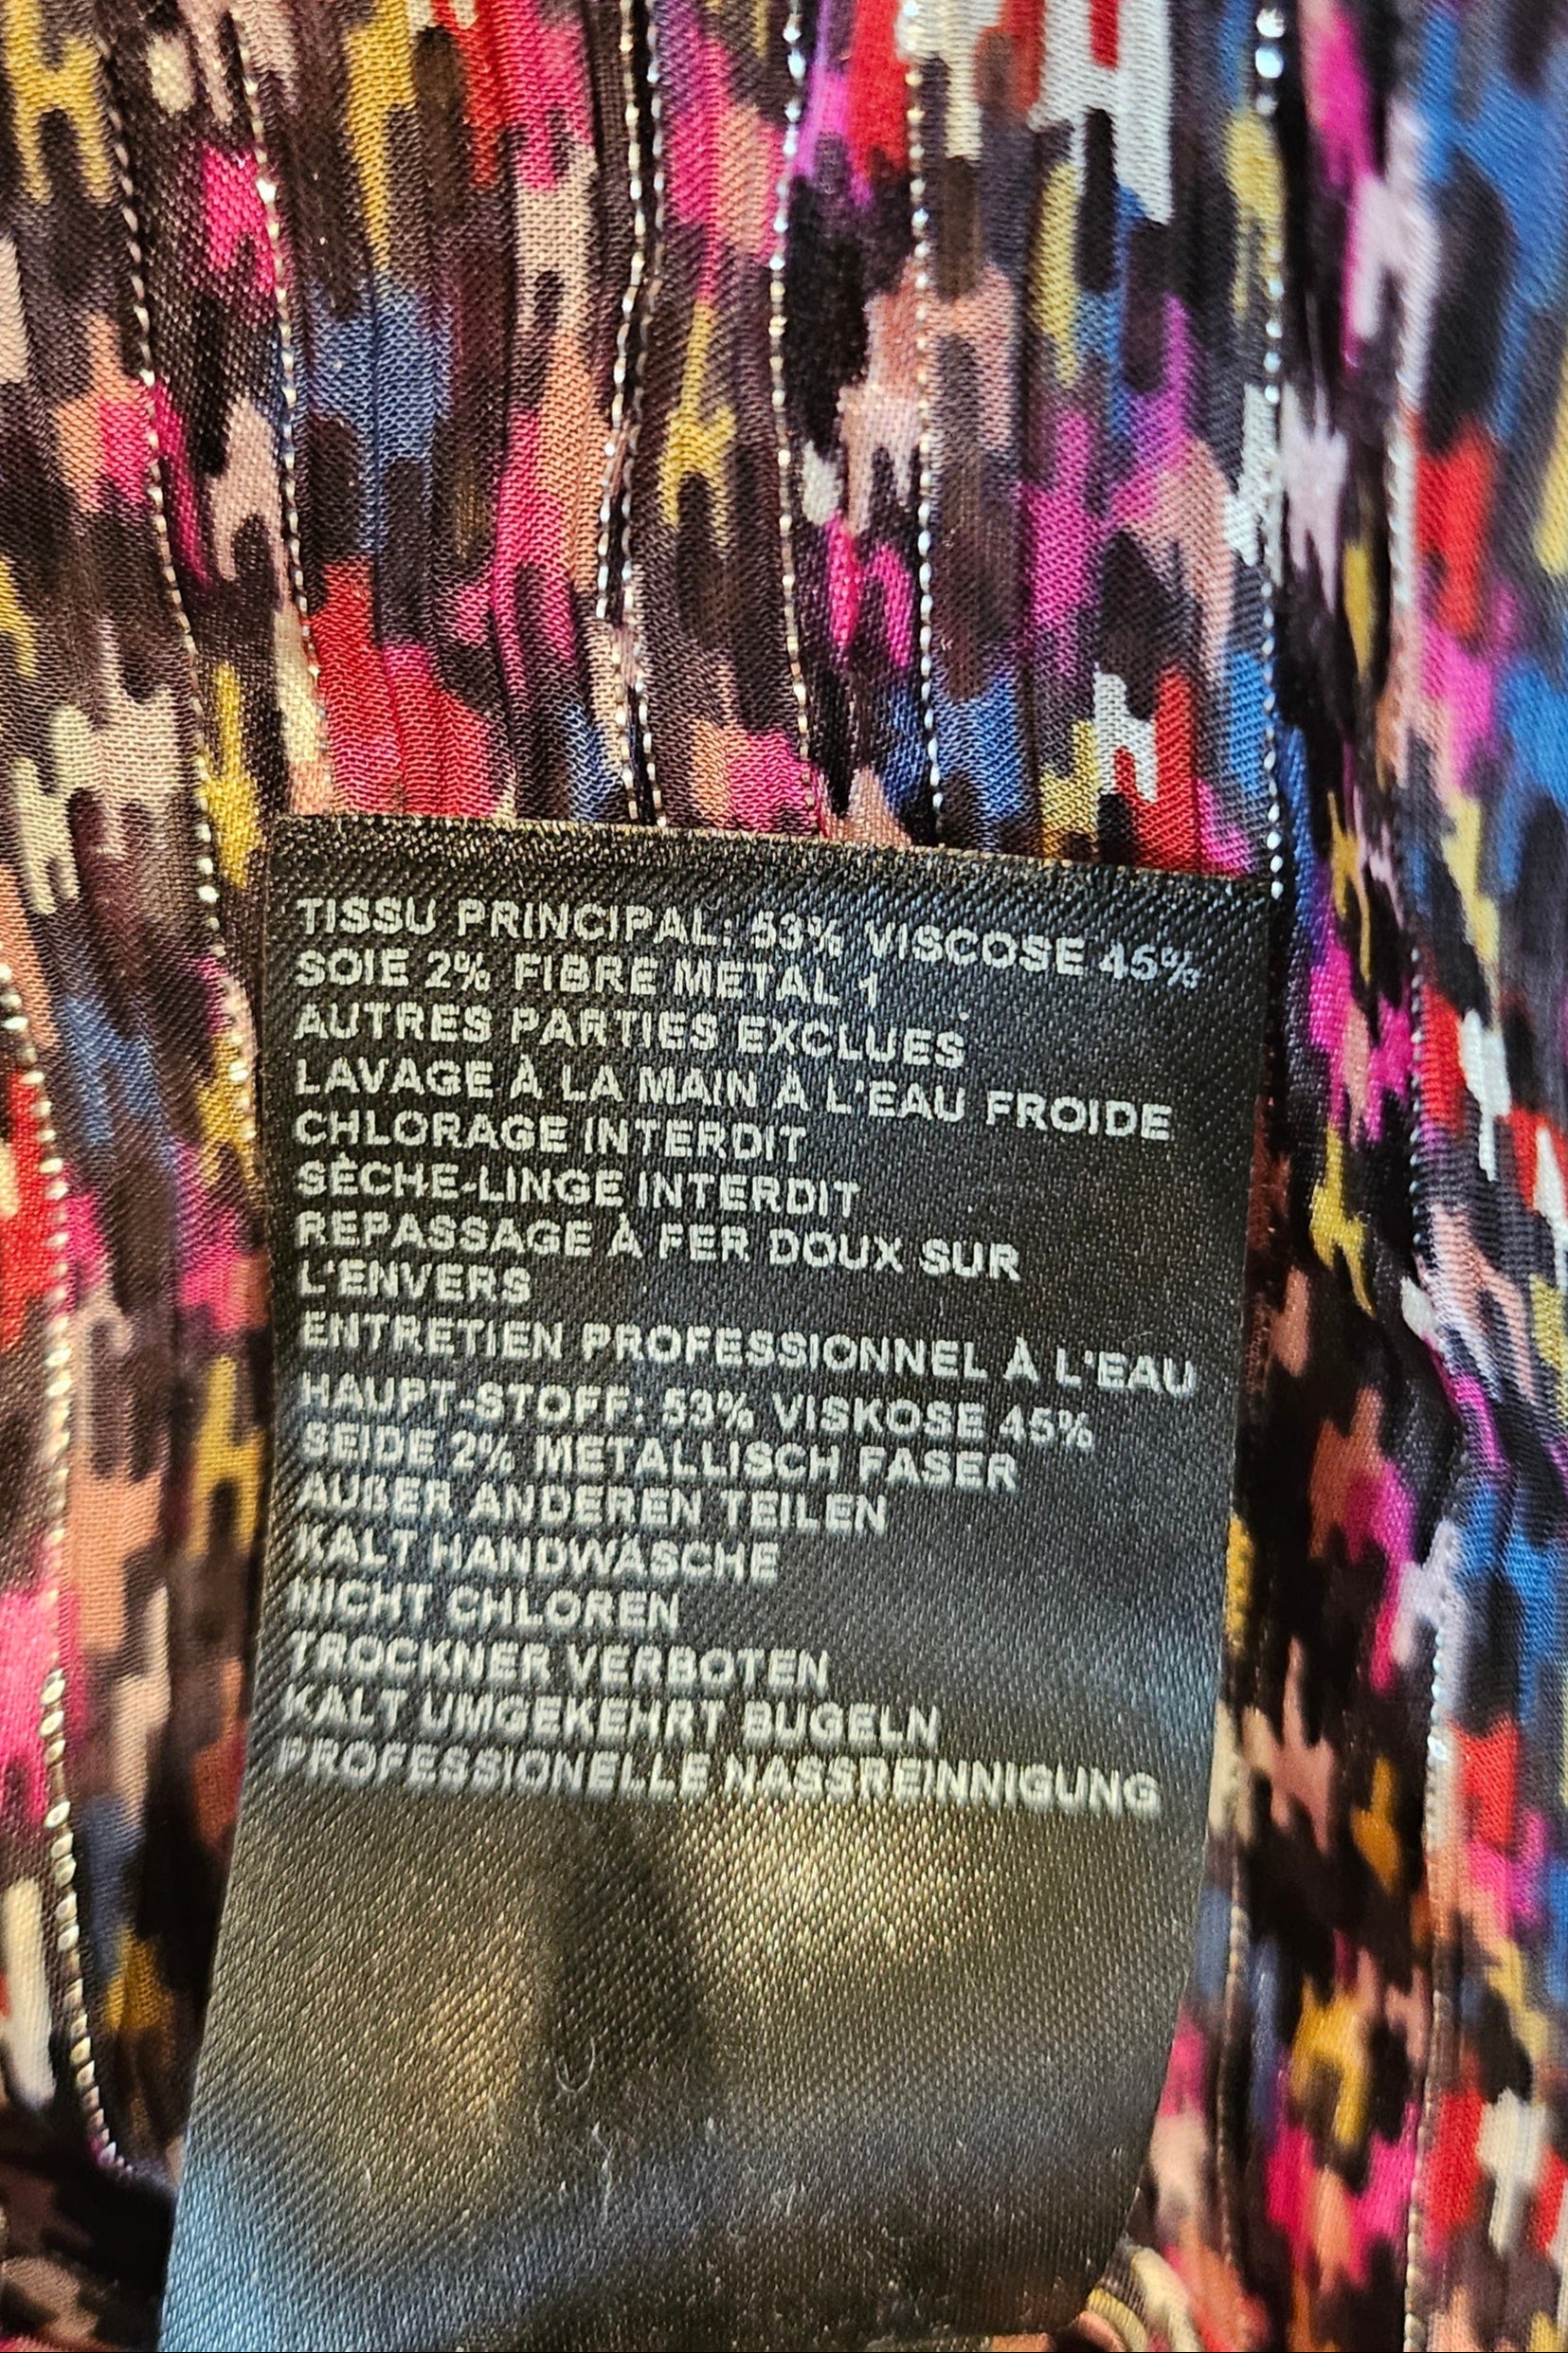 TISSU PRINCIPAL: 53% VISCOSE 45%
SOIE 2% FIBRE METAL 1
AUTRES PARTIES EXCLUES
LAVAGE À LA MAIN A L'EAU FROIDE
CHLORAGE INTERDIT
SÈCHE-LINGE INTERDIT
REPASSAGE À FER DOUX SUR
L'ENVERS
ENTRETIEN PROFESSIONNEL À L'EAU
HAUPT-STOFF: 53% VISKOSE 45%
SEIDE 2% METALLISCH FASER
AUßER ANDEREN TEILEN
KALT HANDWÄSCHE
NICHT CHLOREN
TROCKNER VERBOTEN
KALT UMGEKEHRT BUGELN
PROFESSIONELLE NASSREINNIGUNG